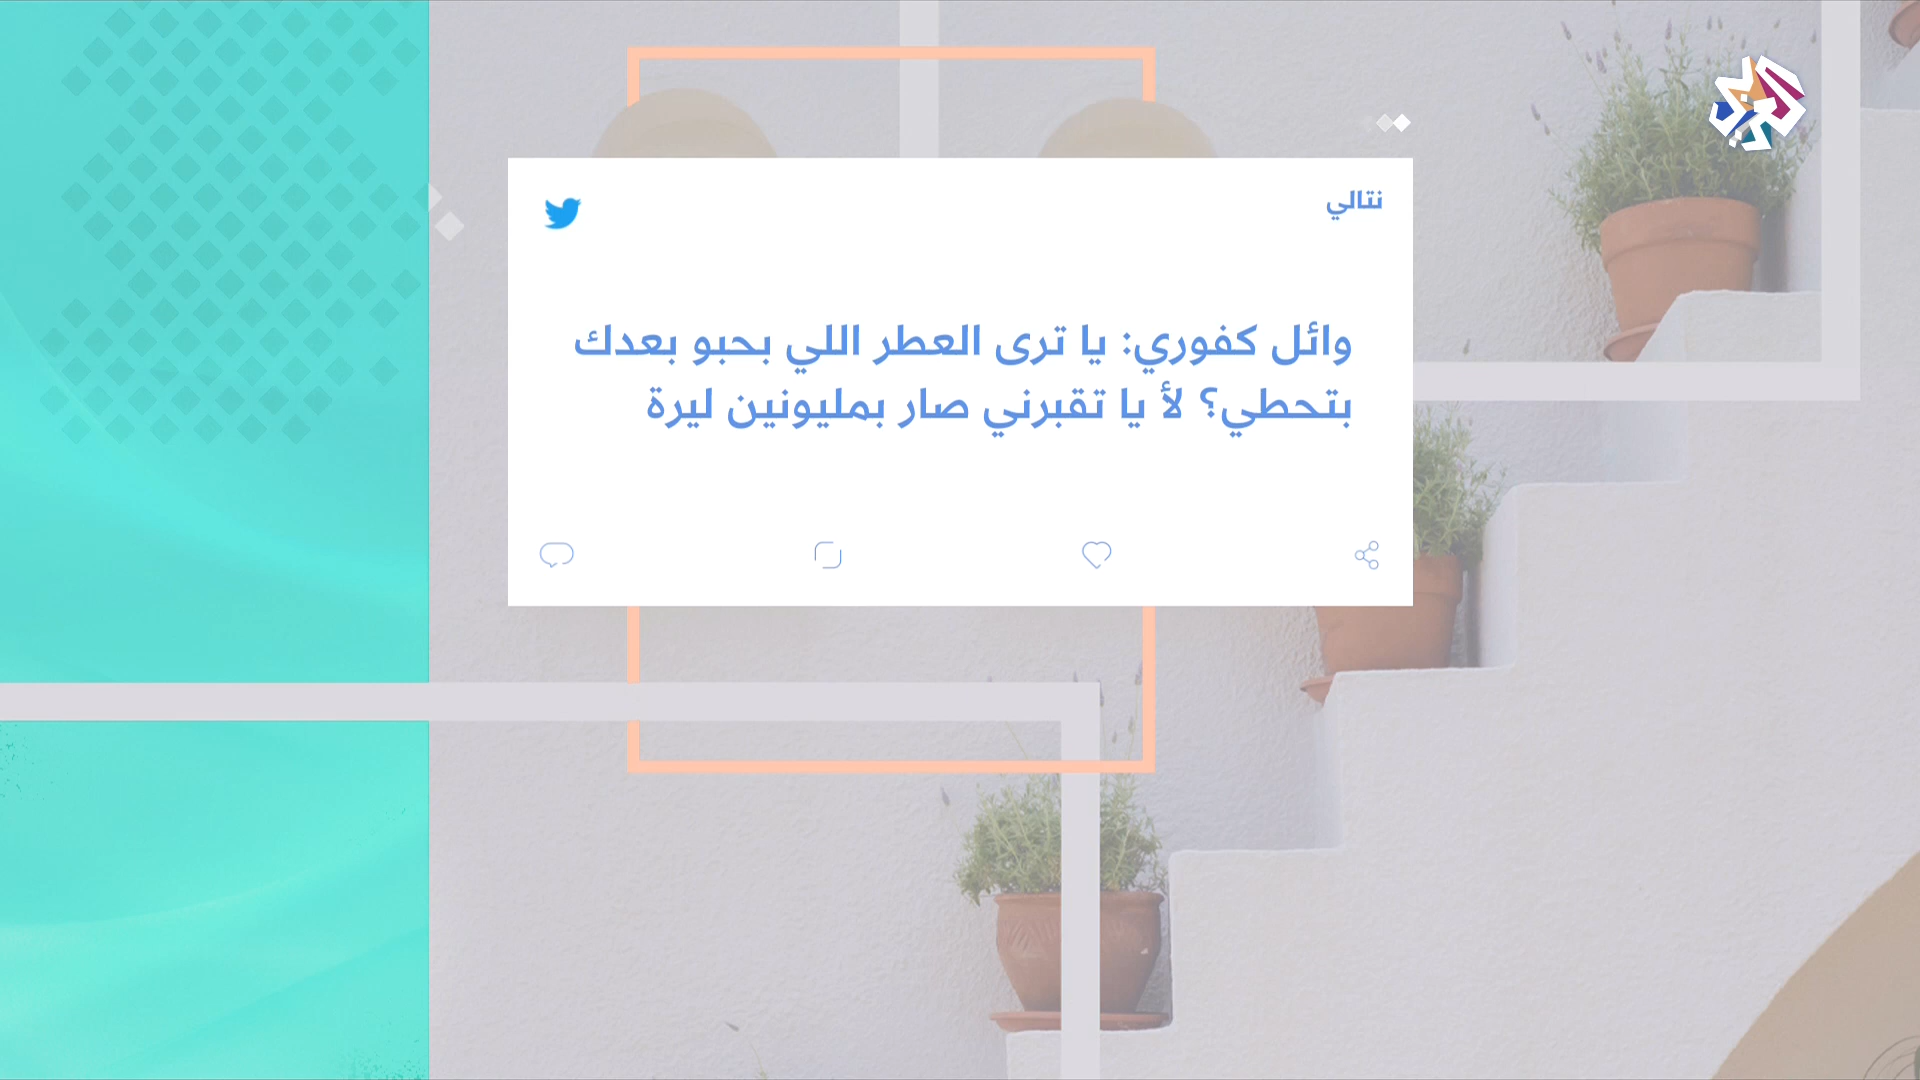 نتالي
وائل كفوري: يا ترى العطر اللي بحبو بعدك
بتحطي؟ لأ يا تقبرني صار بمليونين ليرة